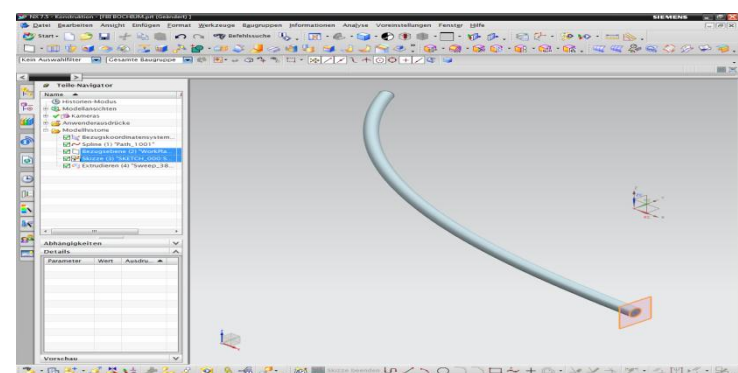 NX 7.5 - Konstruktion - [FIB BOCHUM.prt (Geändert) ]
SIEMENS
Datei Bearbeiten Ansicht Einfügen Format Werkzeuge Baugruppen Informationen Analyse Voreinstellungen Fenster Hilfe
Start Befehlssuche
Kein Auswahlfilter Gesamte Baugruppe
Teile-Navigator
Name
Historien-Modus
Modellansichten
Kameras
Anwenderausdrücke
Modellhistorie
Bezugskoordinatensystem...
Spline (1) "Path_1001"
Bezugsebene (2) "WorkPla...
Skizze (3) "SKETCH_000:S...
Extrudieren (4) "Sweep_38...
Abhängigkeiten
Details
Parameter Wert Ausdru...
Vorschau
Skizze beenden